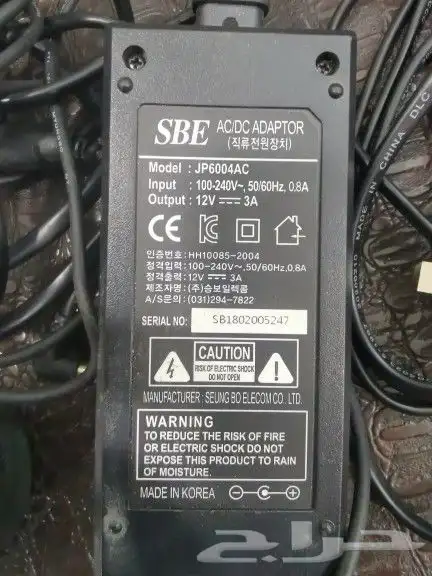 SBE AC/DC ADAPTOR
(직류전원장치)
Model : JP6004AC
Input : 100-240V~, 50/60Hz, 0.8A
Output : 12V ⎓ 3A
인증번호: HH10085-2004
정격입력: 100-240V~, 50/60Hz, 0.8A
정격출력: 12V ⎓ 3A
제조자명: (주)승보일렉콤
A/S문의: (031)294-7822
SERIAL NO: SB1802005247
CAUTION
RISK OF ELECTRIC SHOCK
DO NOT OPEN
MANUFACTURER : SEUNG BO ELECOM CO. LTD.
WARNING
TO REDUCE THE RISK OF FIRE
OR ELECTRIC SHOCK DO NOT
EXPOSE THIS PRODUCT TO RAIN
OF MOISTURE.
MADE IN KOREA
MADE IN CHINA DLC
حراج